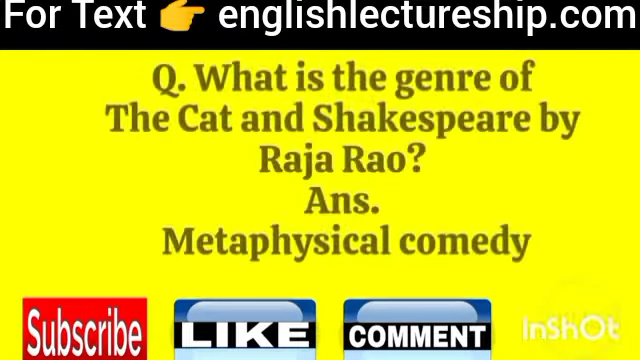 For Text 👉 englishlectureship.com
Q. What is the genre of
The Cat and Shakespeare by
Raja Rao?
Ans.
Metaphysical comedy
Subscribe
LIKE
COMMENT
InShOt